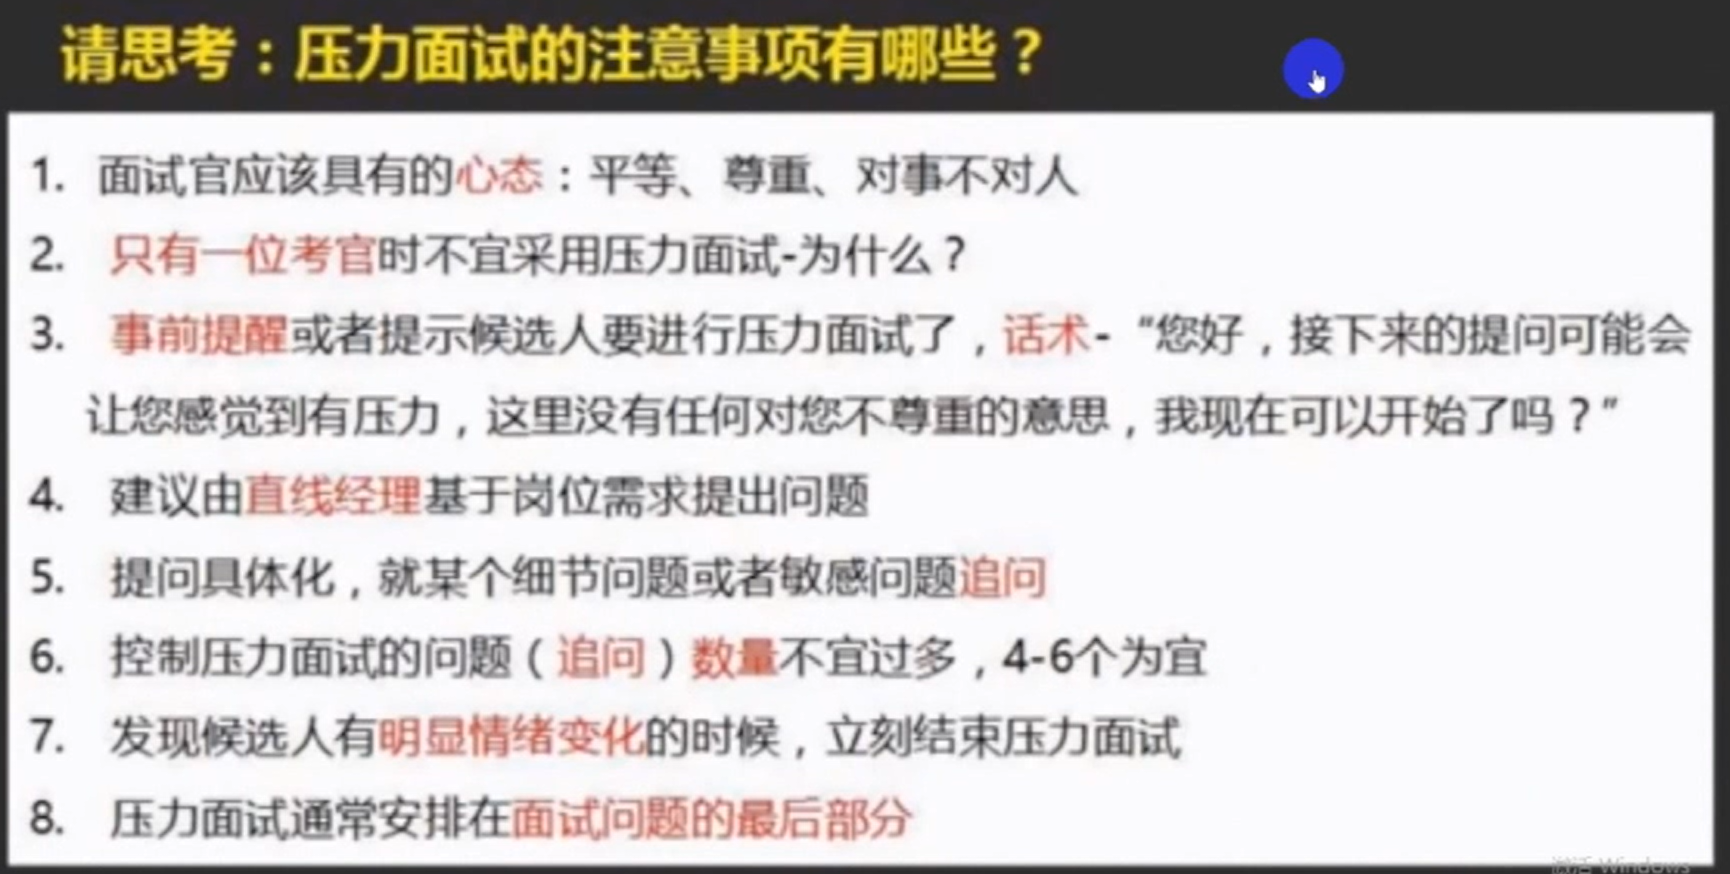 请思考：压力面试的注意事项有哪些？
1. 面试官应该具有的心态：平等、尊重、对事不对人
2. 只有一位考官时不宜采用压力面试-为什么？
3. 事前提醒或者提示候选人要进行压力面试了，话术-“您好，接下来的提问可能会
让您感觉到有压力，这里没有任何对您不尊重的意思，我现在可以开始了吗？”
4. 建议由直线经理基于岗位需求提出问题
5. 提问具体化，就某个细节问题或者敏感问题追问
6. 控制压力面试的问题（追问）数量不宜过多，4-6个为宜
7. 发现候选人有明显情绪变化的时候，立刻结束压力面试
8. 压力面试通常安排在面试问题的最后部分
激活 Windows